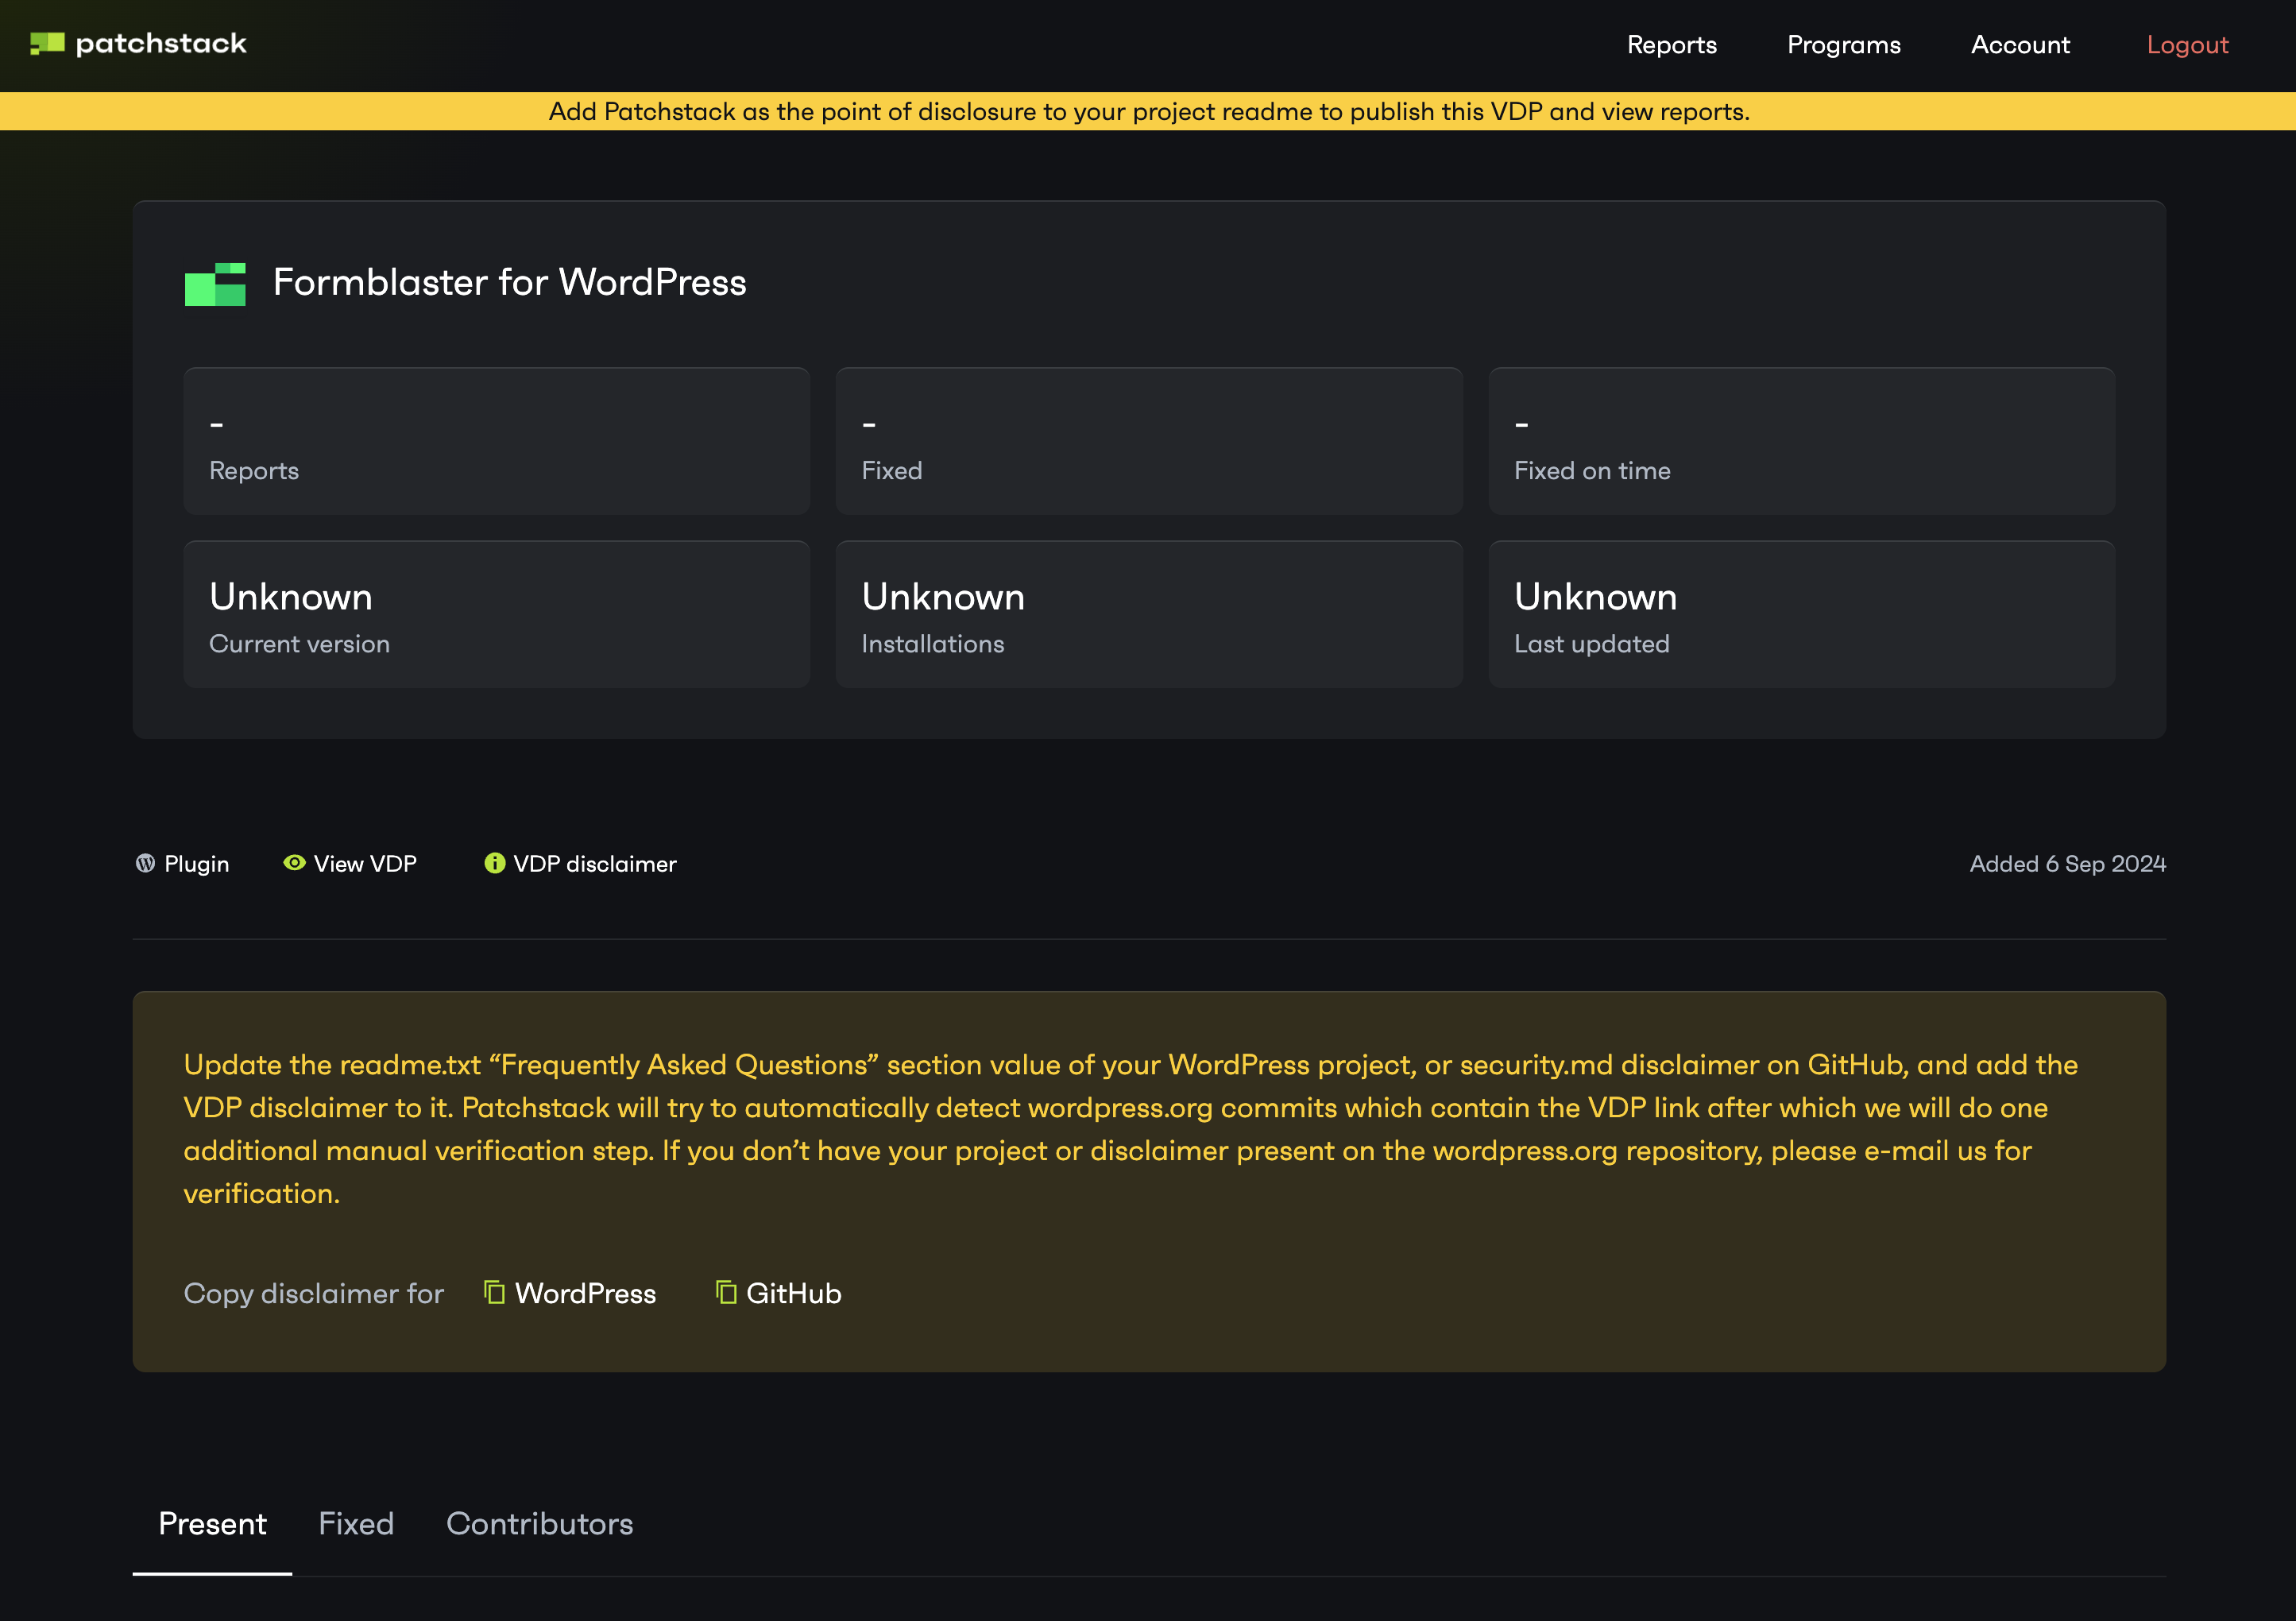 patchstack
Reports Programs Account Logout
Add Patchstack as the point of disclosure to your project readme to publish this VDP and view reports.
Formblaster for WordPress
- - -
Reports Fixed Fixed on time
Unknown Unknown Unknown
Current version Installations Last updated
Plugin View VDP VDP disclaimer Added 6 Sep 2024
Update the readme.txt “Frequently Asked Questions” section value of your WordPress project, or security.md disclaimer on GitHub, and add the
VDP disclaimer to it. Patchstack will try to automatically detect wordpress.org commits which contain the VDP link after which we will do one
additional manual verification step. If you don’t have your project or disclaimer present on the wordpress.org repository, please e-mail us for
verification.
Copy disclaimer for WordPress GitHub
Present Fixed Contributors